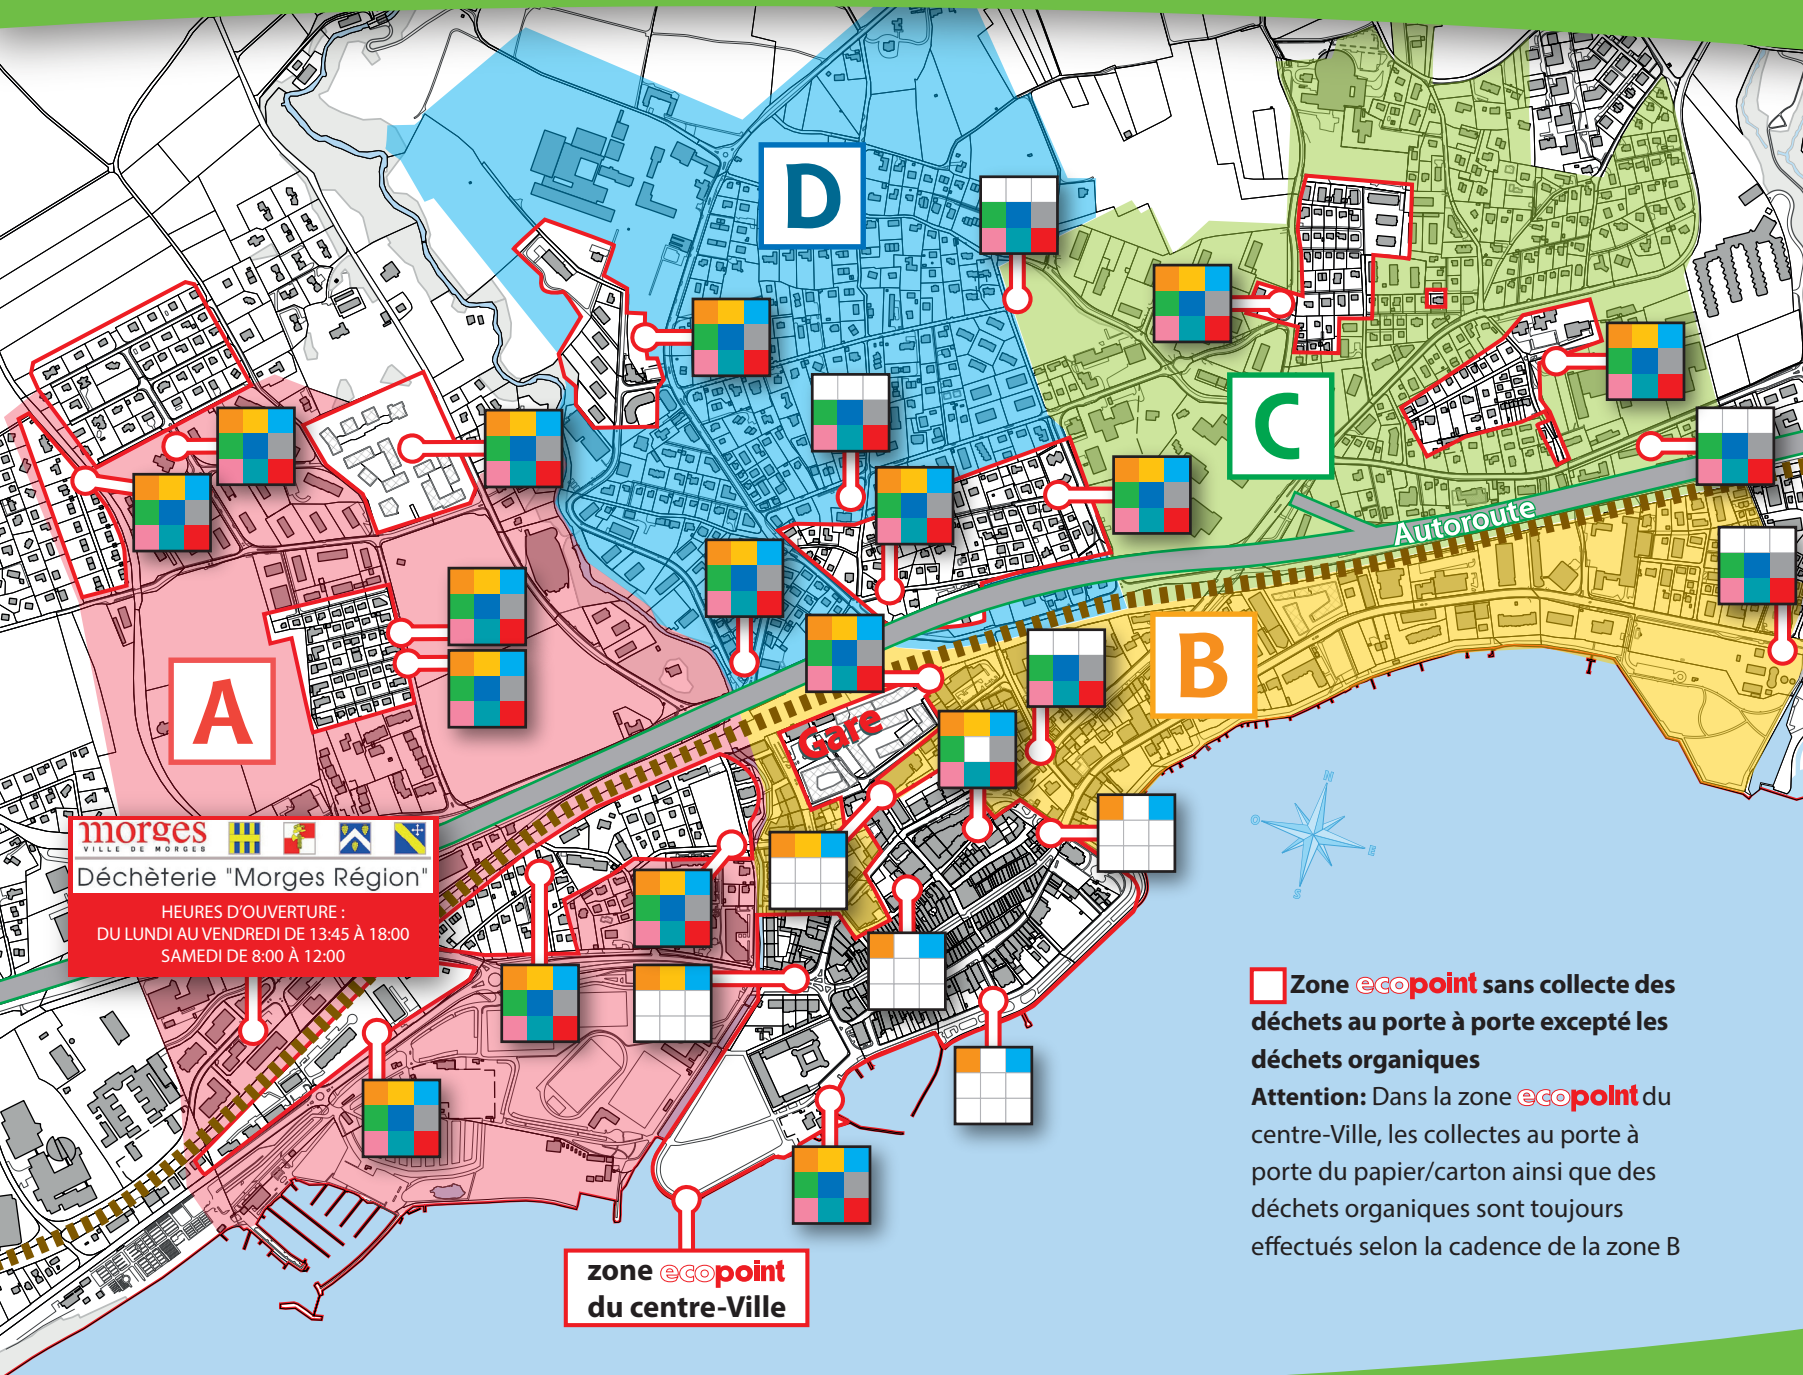 D
C
Autoroute
B
A
Gare
morges
VILLE DE MORGES
Déchèterie "Morges Région"
HEURES D'OUVERTURE :
DU LUNDI AU VENDREDI DE 13:45 À 18:00
SAMEDI DE 8:00 À 12:00
N
O
E
S
Zone ecopoint sans collecte des
déchets au porte à porte excepté les
déchets organiques
Attention: Dans la zone ecopoint du
centre-Ville, les collectes au porte à
porte du papier/carton ainsi que des
déchets organiques sont toujours
effectués selon la cadence de la zone B
zone ecopoint
du centre-Ville